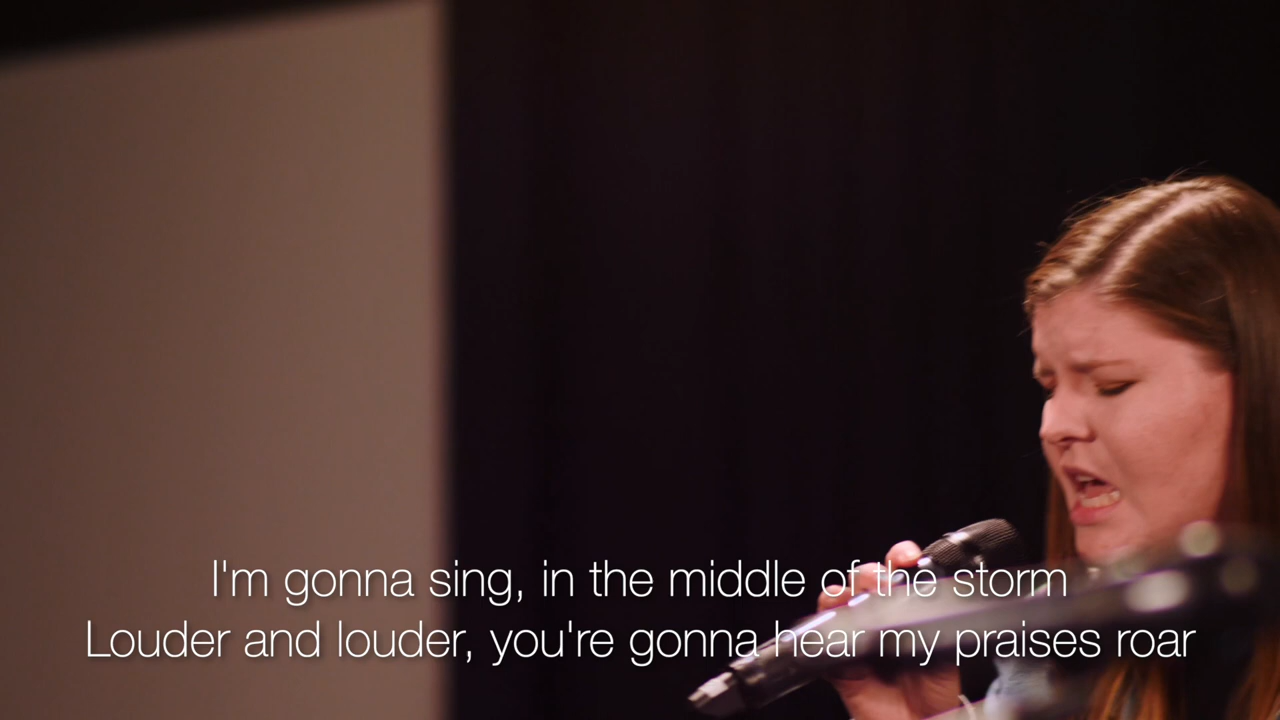 I'm gonna sing, in the middle of the storm
Louder and louder, you're gonna hear my praises roar